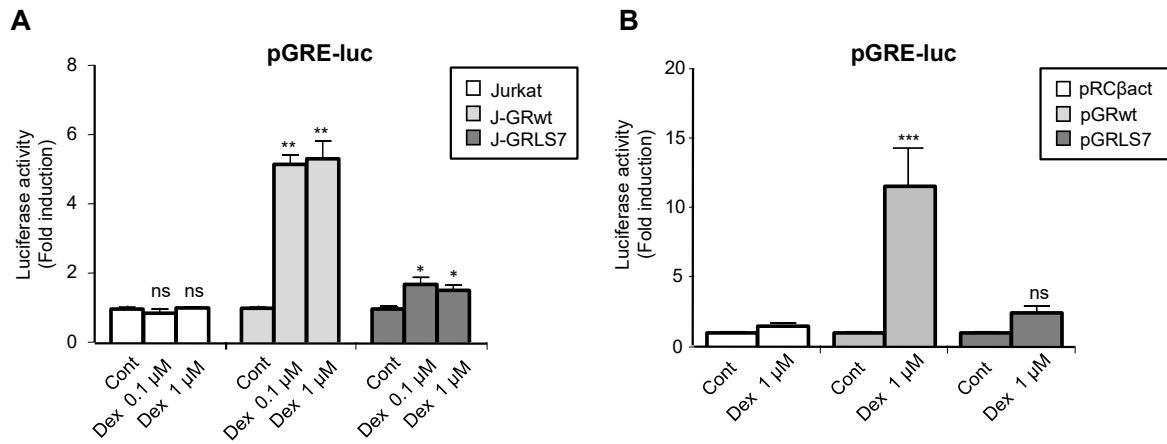 A
pGRE-luc
Luciferase activity
(Fold induction)
8
6
4
2
0
Jurkat
J-GRwt
J-GRLS7
ns
ns
**
**
*
*
Cont
Dex 0.1 µM
Dex 1 µM
Cont
Dex 0.1 µM
Dex 1 µM
Cont
Dex 0.1 µM
Dex 1 µM
B
pGRE-luc
Luciferase activity
(Fold induction)
20
15
10
5
0
pRCβact
pGRwt
pGRLS7
***
ns
Cont
Dex 1 µM
Cont
Dex 1 µM
Cont
Dex 1 µM